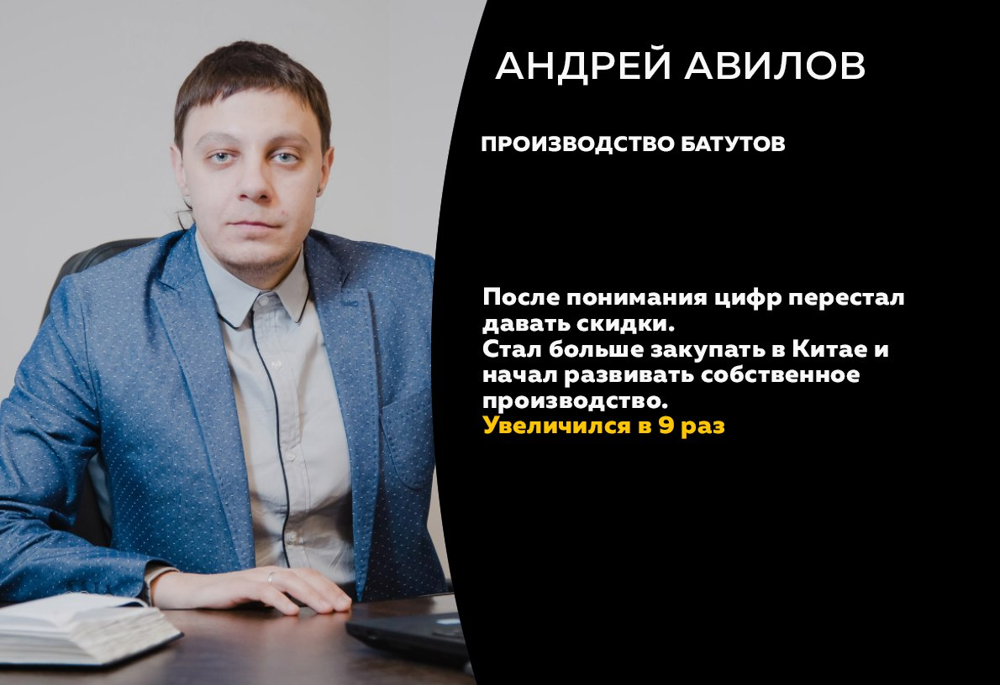 АНДРЕЙ АВИЛОВ
ПРОИЗВОДСТВО БАТУТОВ
После понимания цифр перестал
давать скидки.
Стал больше закупать в Китае и
начал развивать собственное
производство.
Увеличился в 9 раз